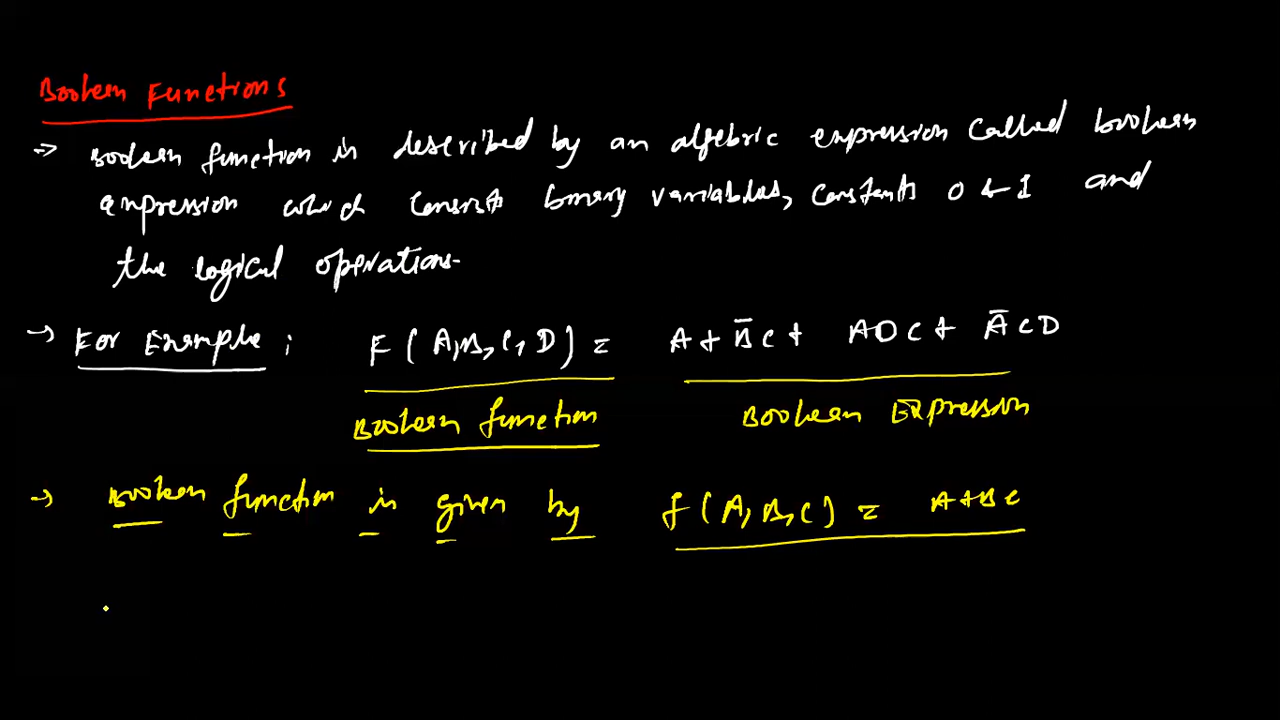 Boolean Functions
→ Boolean function is described by an algebric expression called boolean
expression which consists binary variables, constants 0 & 1 and
the logical operations
→ For Example : F(A,B,C,D) = A + B̅C + ADC + A̅CD
Boolean function Boolean Expression
→ Boolean function is given by f(A,B,C) = A+BC